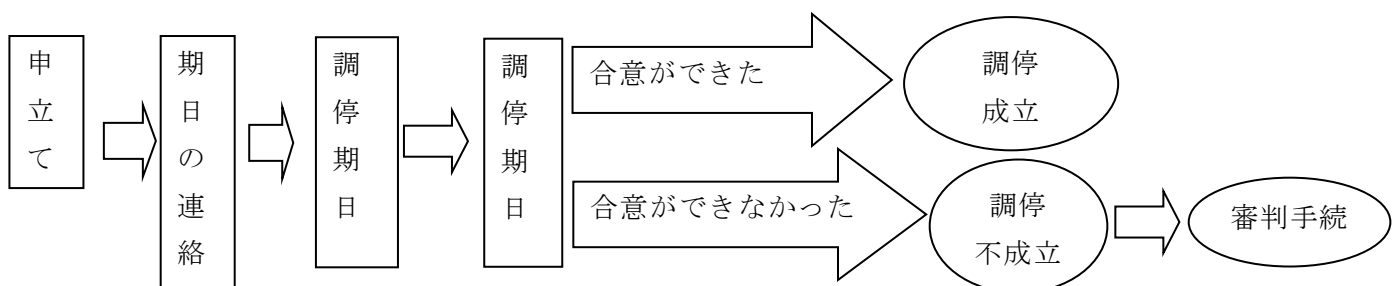 申立て
期日の連絡
調停期日
調停期日
合意ができた
調停
成立
合意ができなかった
調停
不成立
審判手続